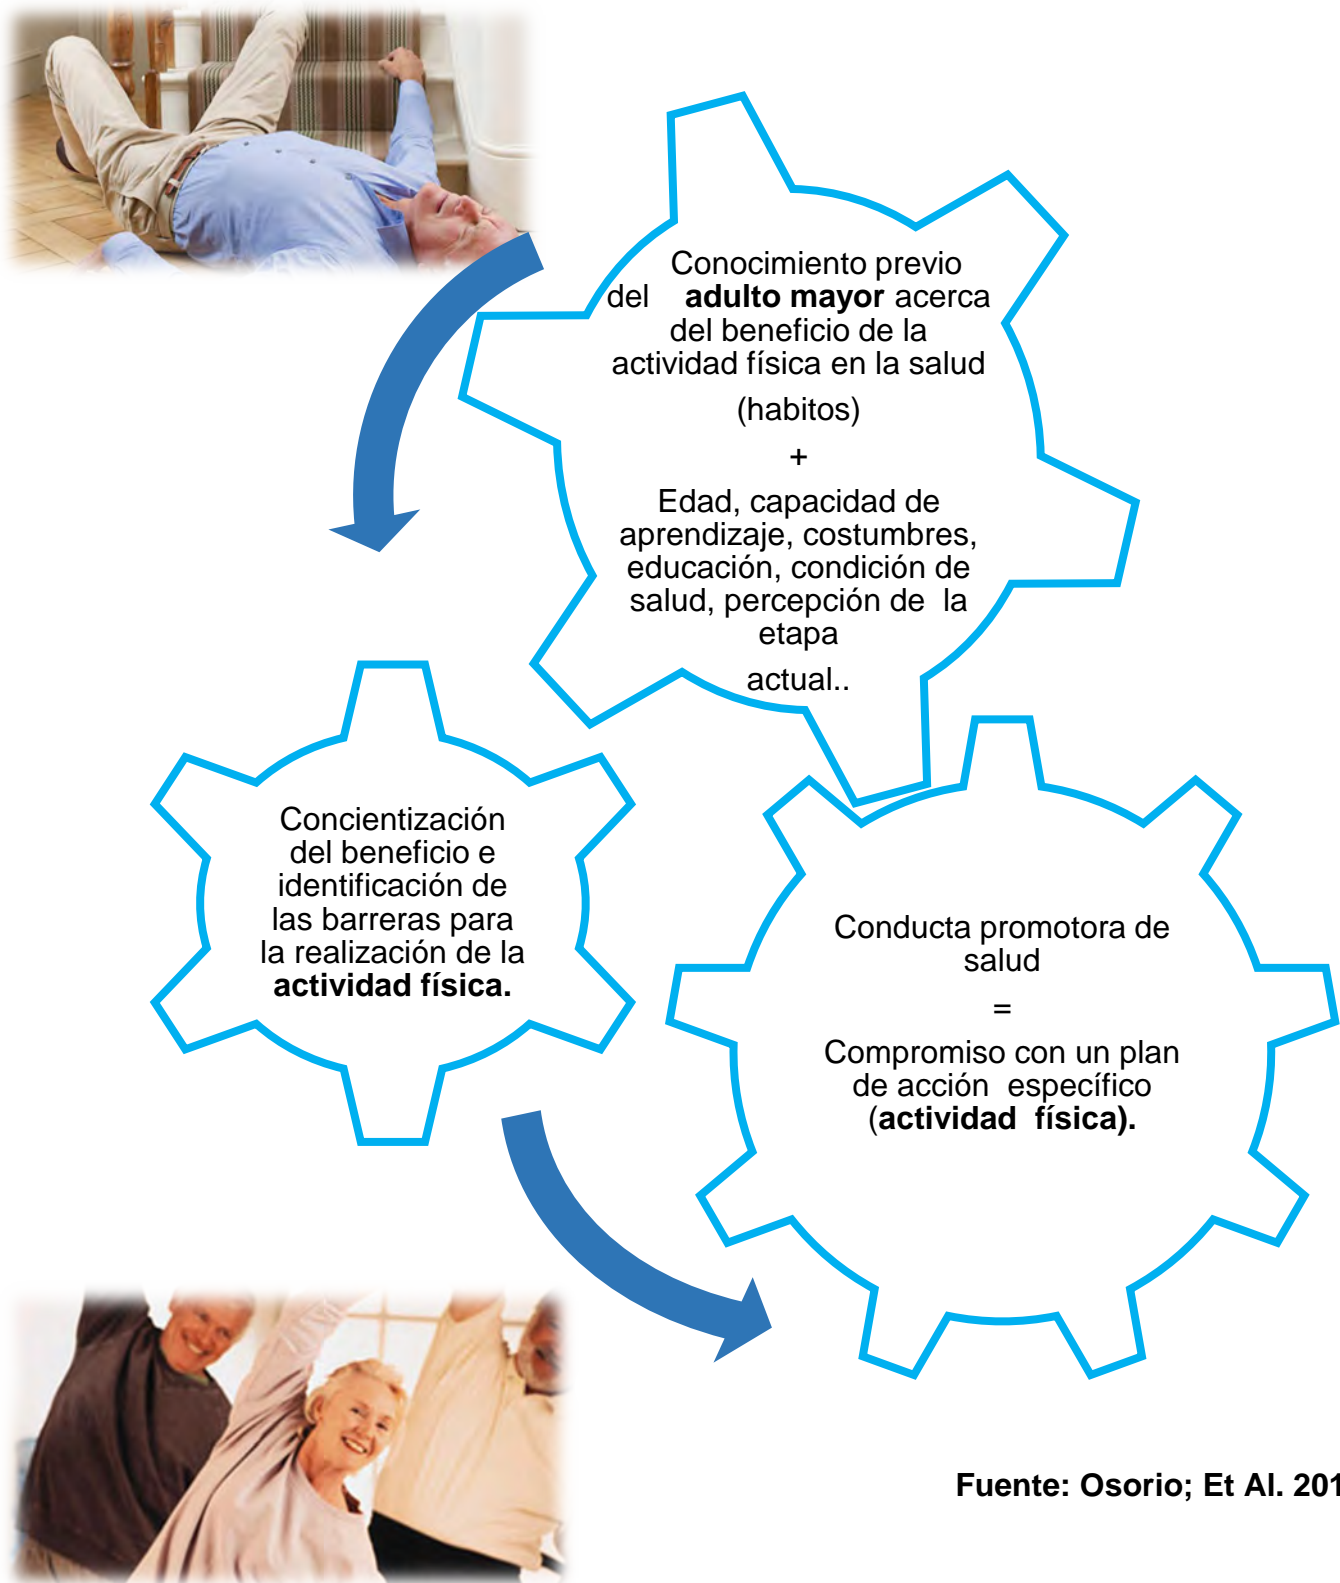 Conocimiento previo
del adulto mayor acerca
del beneficio de la
actividad física en la salud
(habitos)
+
Edad, capacidad de
aprendizaje, costumbres,
educación, condición de
salud, percepción de la
etapa
actual..
Concientización
del beneficio e
identificación de
las barreras para
la realización de la
actividad física.
Conducta promotora de
salud
=
Compromiso con un plan
de acción específico
(actividad física).
Fuente: Osorio; Et Al. 201